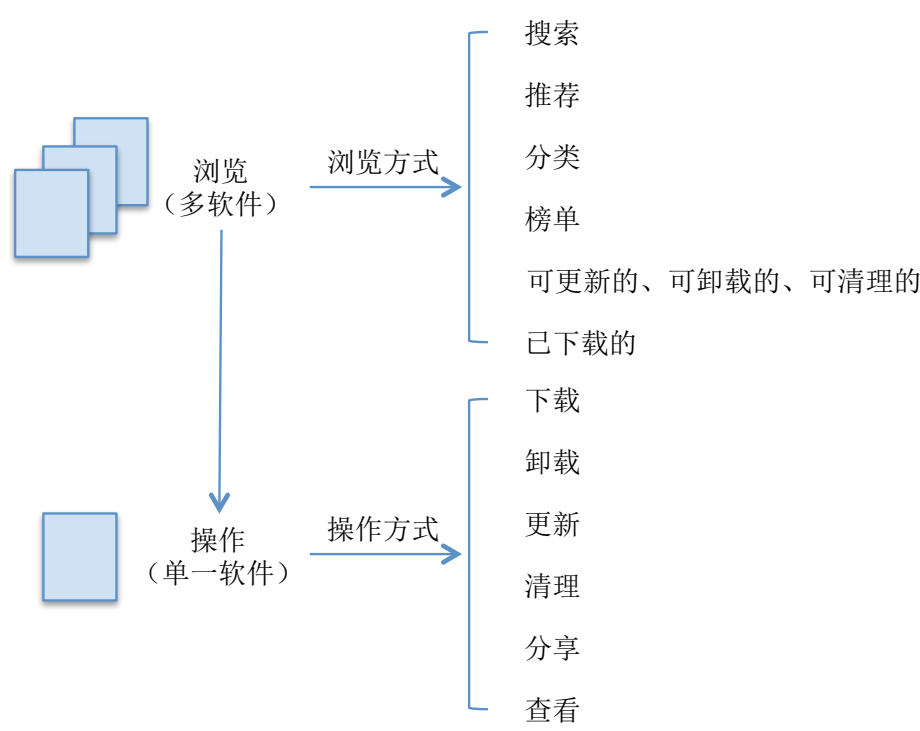 搜索
推荐
分类
榜单
可更新的、可卸载的、可清理的
已下载的
浏览方式
浏览
（多软件）
下载
卸载
更新
清理
分享
查看
操作方式
操作
（单一软件）